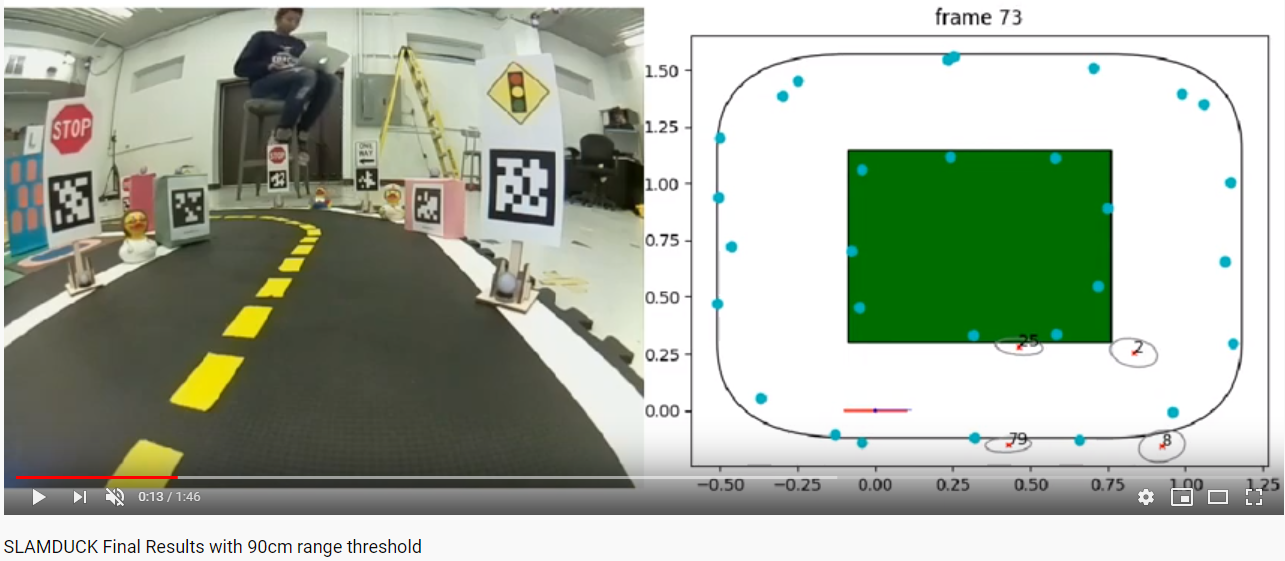 frame 73
STOP
STOP
ONE
WAY
1.50
1.25
1.00
0.75
0.50
0.25
0.00
25
2
79
8
−0.50 −0.25 0.00 0.25 0.50 0.75 1.00 1.25
0:13 / 1:46
SLAMDUCK Final Results with 90cm range threshold